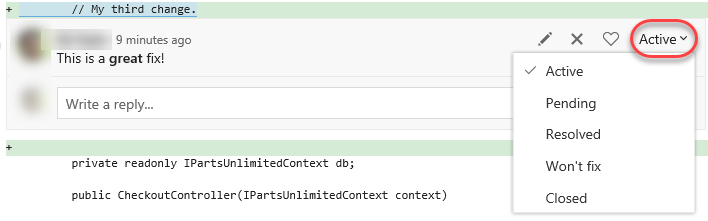 + // My third change.
9 minutes ago
Active
This is a great fix!
Write a reply...
Active
Pending
Resolved
Won't fix
Closed
+
private readonly IPartsUnlimitedContext db;
public CheckoutController(IPartsUnlimitedContext context)